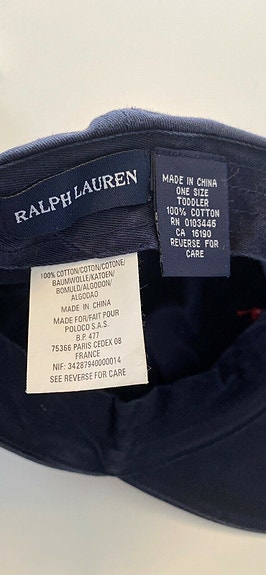 RALPH LAUREN
MADE IN CHINA
ONE SIZE
TODDLER
100% COTTON
RN 0103445
CA 16190
REVERSE FOR
CARE
100% COTTON/COTON/COTONE/
BAUMWOLLE/KATOEN/
BOMULD/ALGODON/
ALGODAO
MADE IN CHINA
MADE FOR/FAIT POUR
POLOCO S.A.S.
B.P. 477
75366 PARIS CEDEX 08
FRANCE
NIF: 34287940000014
SEE REVERSE FOR CARE